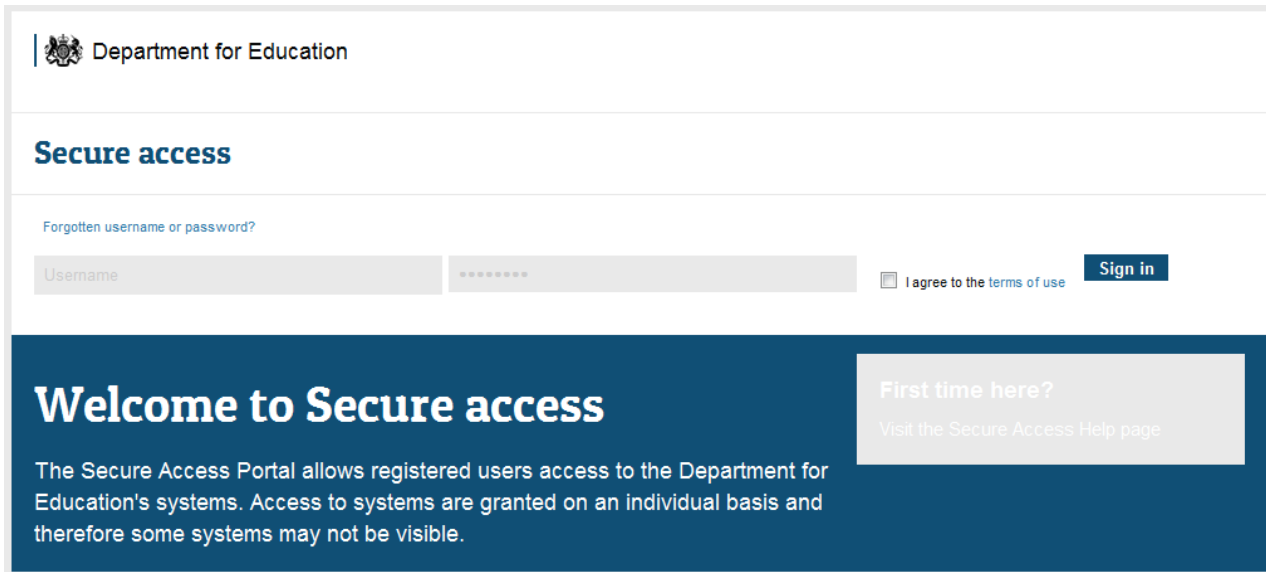 Department for Education
Secure access
Forgotten username or password?
Username
••••••••
I agree to the terms of use
Sign in
Welcome to Secure access
The Secure Access Portal allows registered users access to the Department for
Education's systems. Access to systems are granted on an individual basis and
therefore some systems may not be visible.
First time here?
Visit the Secure Access Help page